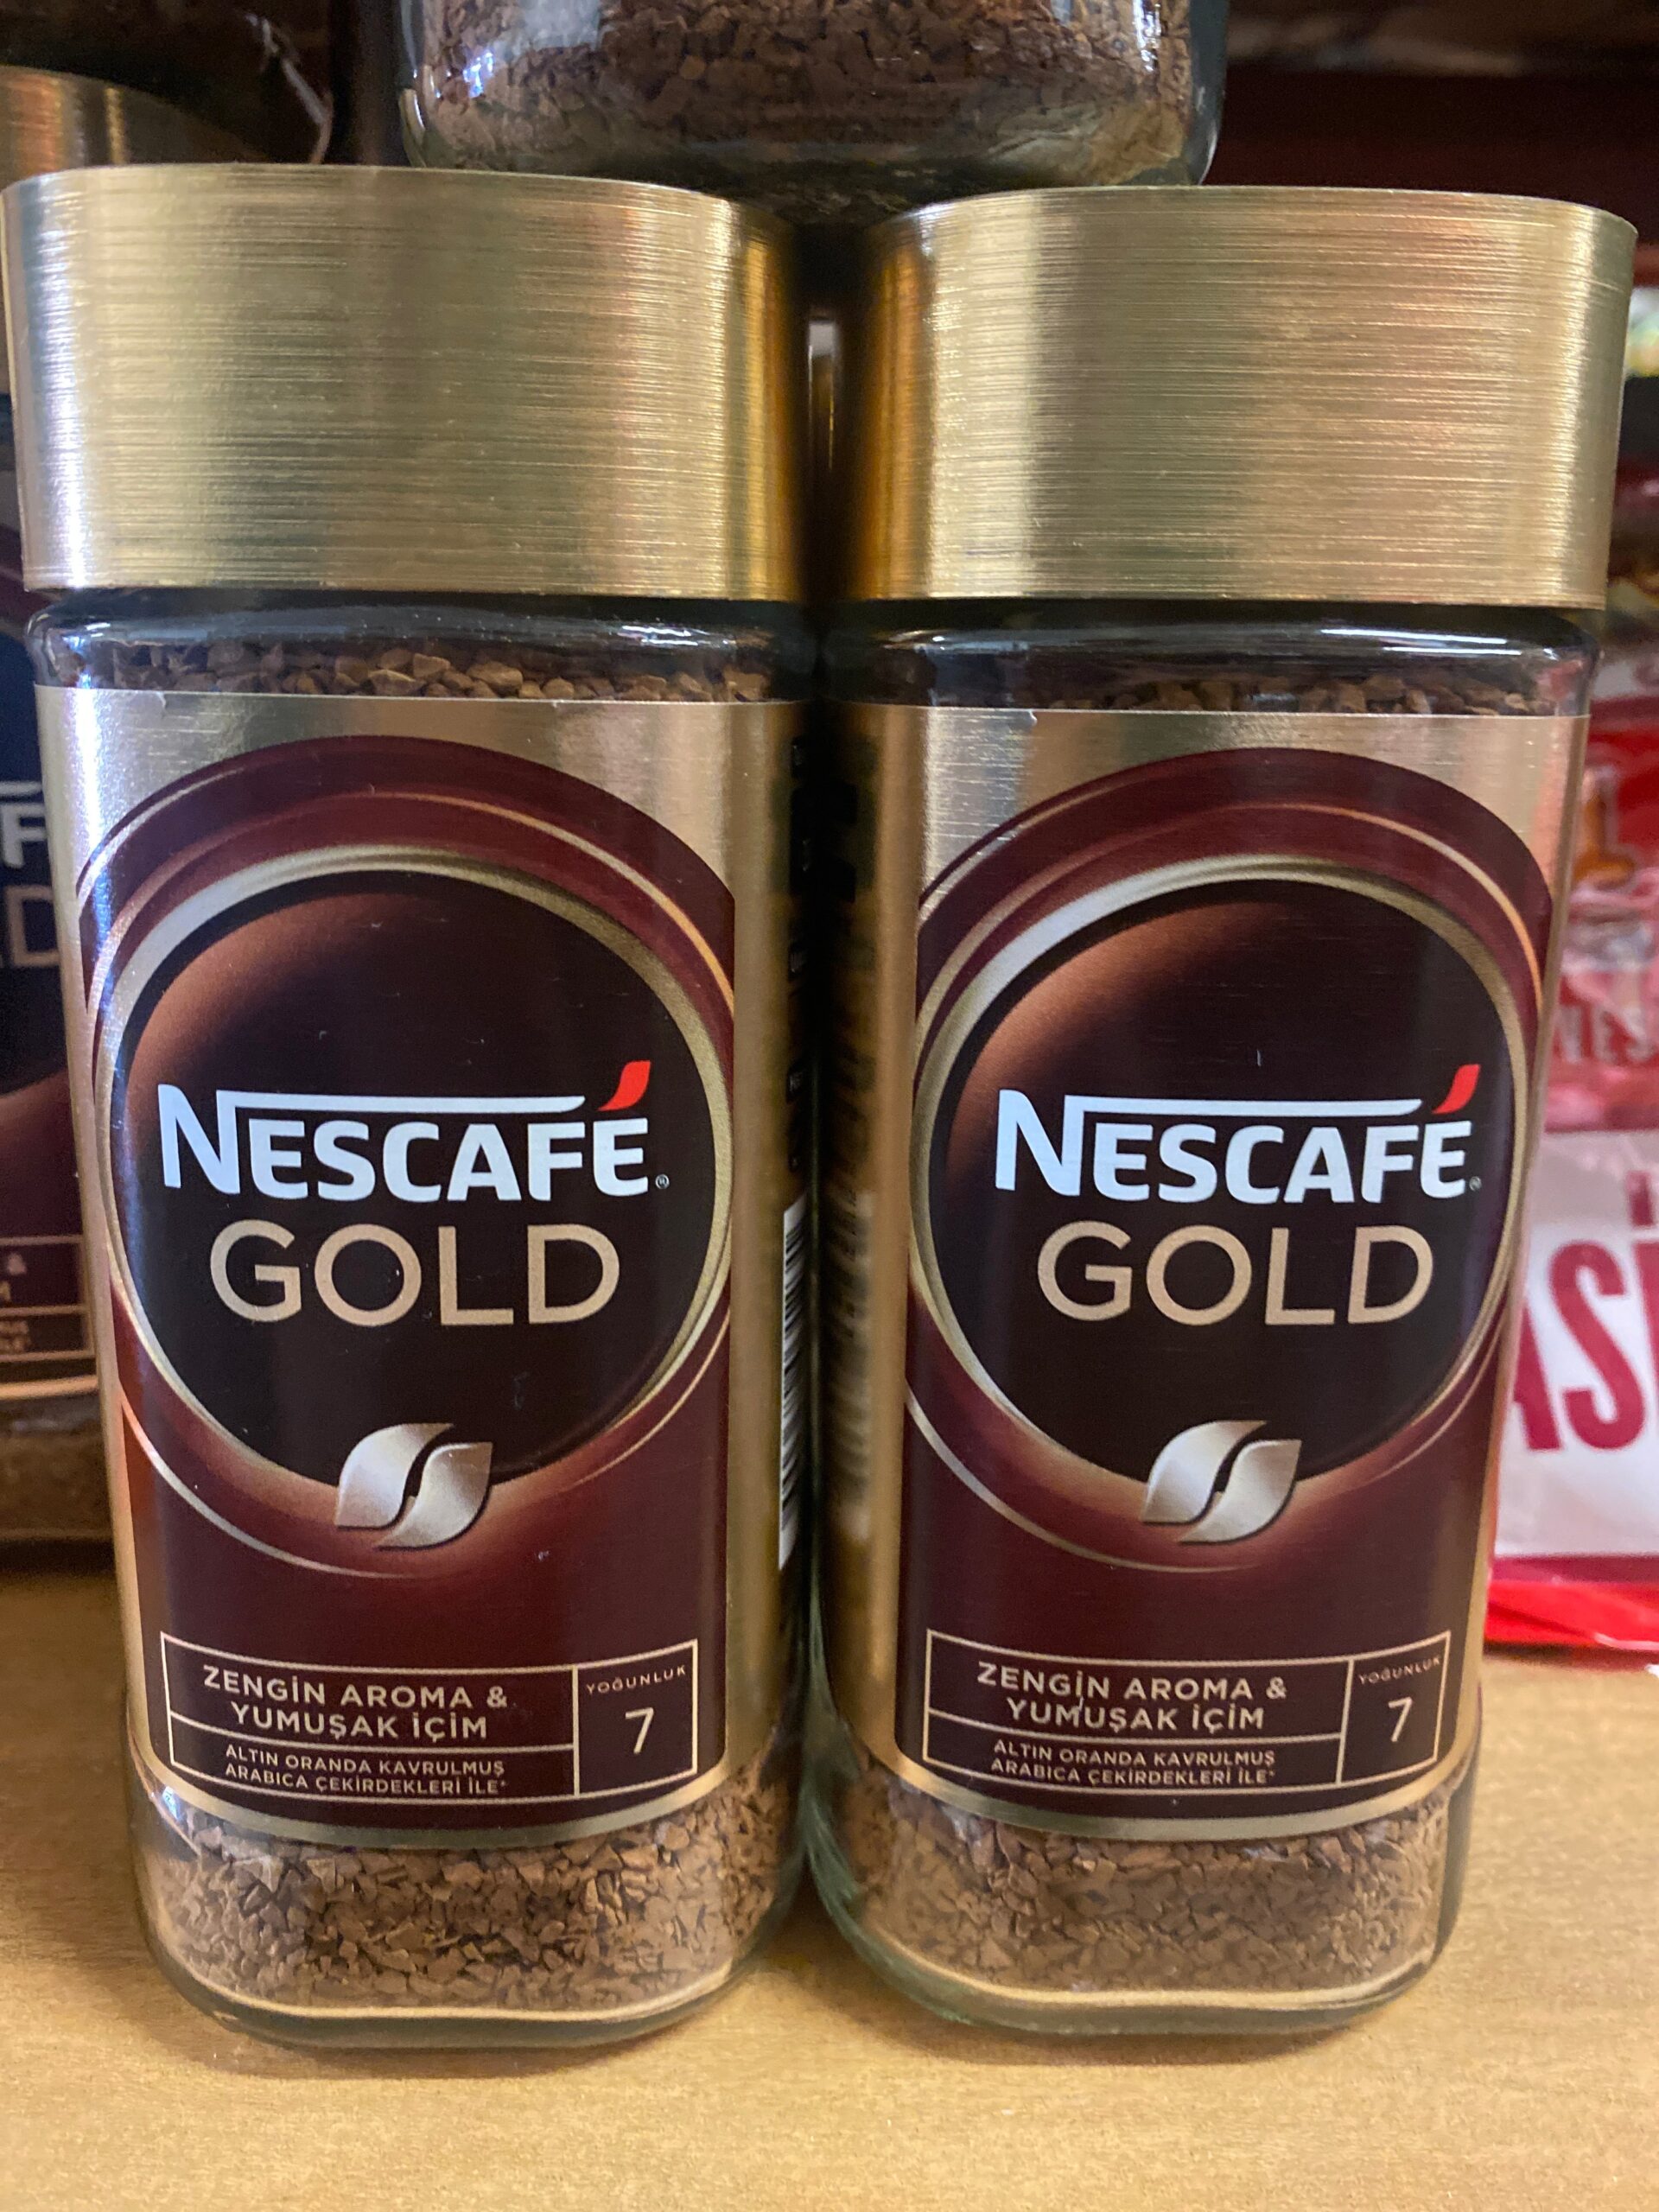 NESCAFÉ®
GOLD
ZENGİN AROMA &
YUMUŞAK İÇİM
ALTIN ORANDA KAVRULMUŞ
ARABICA ÇEKİRDEKLERİ İLE*
YOĞUNLUK
7
NESCAFÉ®
GOLD
ZENGİN AROMA &
YUMUŞAK İÇİM
ALTIN ORANDA KAVRULMUŞ
ARABICA ÇEKİRDEKLERİ İLE*
YOĞUNLUK
7